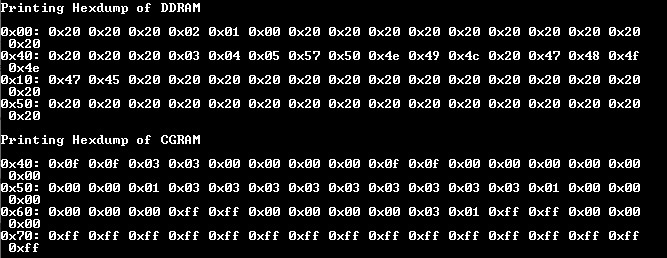 Printing Hexdump of DDRAM
0x00: 0x20 0x20 0x20 0x02 0x01 0x00 0x20 0x20 0x20 0x20 0x20 0x20 0x20 0x20 0x20
0x20
0x40: 0x20 0x20 0x20 0x03 0x04 0x05 0x57 0x50 0x4e 0x49 0x4c 0x20 0x47 0x48 0x4f
0x4e
0x10: 0x47 0x45 0x20 0x20 0x20 0x20 0x20 0x20 0x20 0x20 0x20 0x20 0x20 0x20 0x20
0x20
0x50: 0x20 0x20 0x20 0x20 0x20 0x20 0x20 0x20 0x20 0x20 0x20 0x20 0x20 0x20 0x20
0x20
Printing Hexdump of CGRAM
0x40: 0x0f 0x0f 0x03 0x03 0x00 0x00 0x00 0x00 0x0f 0x0f 0x00 0x00 0x00 0x00 0x00
0x00
0x50: 0x00 0x00 0x01 0x03 0x03 0x03 0x03 0x03 0x03 0x03 0x03 0x03 0x01 0x00 0x00
0x00
0x60: 0x00 0x00 0x00 0xff 0xff 0x00 0x00 0x00 0x00 0x03 0x01 0xff 0xff 0x00 0x00
0x00
0x70: 0xff 0xff 0xff 0xff 0xff 0xff 0xff 0xff 0xff 0xff 0xff 0xff 0xff 0xff 0xff
0xff